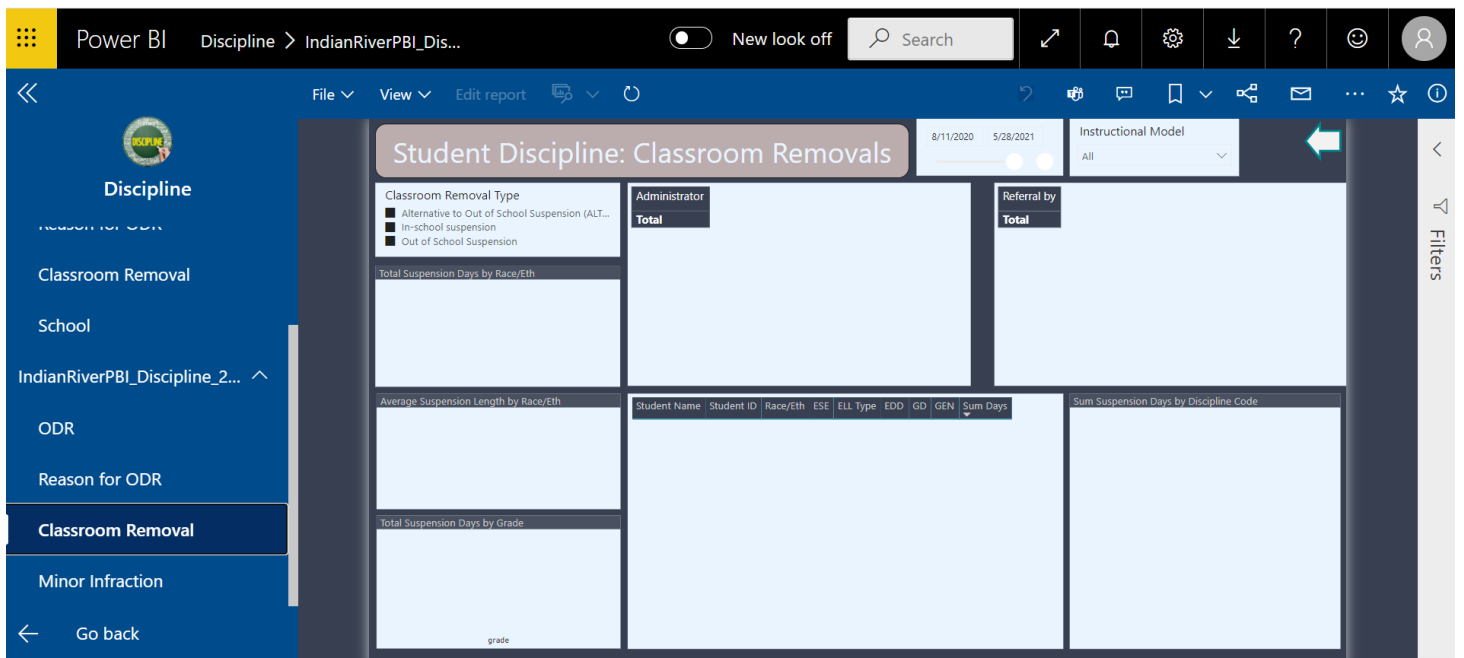 Power BI Discipline > IndianRiverPBI_Dis... New look off Search
File View Edit report
DISCIPLINE
Discipline
Reason for ODR
Classroom Removal
School
IndianRiverPBI_Discipline_2...
ODR
Reason for ODR
Classroom Removal
Minor Infraction
Go back
Student Discipline: Classroom Removals
8/11/2020 5/28/2021
Instructional Model
All
Classroom Removal Type
Alternative to Out of School Suspension (ALT...
In-school suspension
Out of School Suspension
Administrator
Total
Referral by
Total
Total Suspension Days by Race/Eth
Average Suspension Length by Race/Eth
Student Name Student ID Race/Eth ESE ELL Type EDD GD GEN Sum Days
Sum Suspension Days by Discipline Code
Total Suspension Days by Grade
grade
Filters